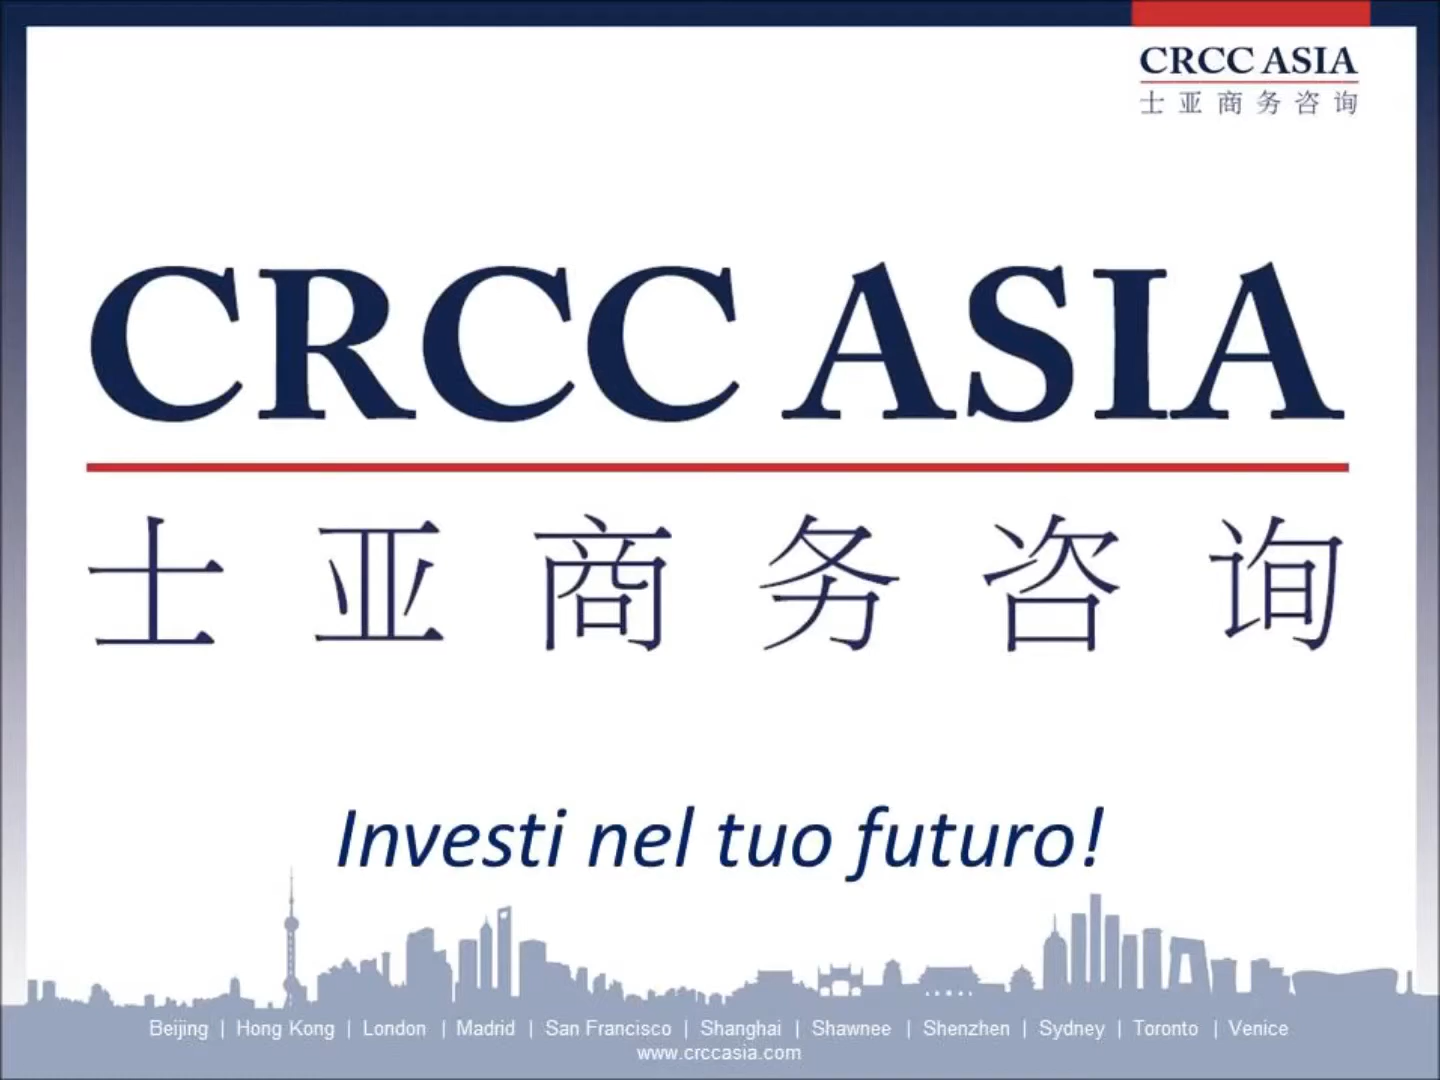 CRCC ASIA
士亚商务咨询
CRCC ASIA
士亚商务咨询
Investi nel tuo futuro!
Beijing | Hong Kong | London | Madrid | San Francisco | Shanghai | Shawnee | Shenzhen | Sydney | Toronto | Venice
www.crccasia.com